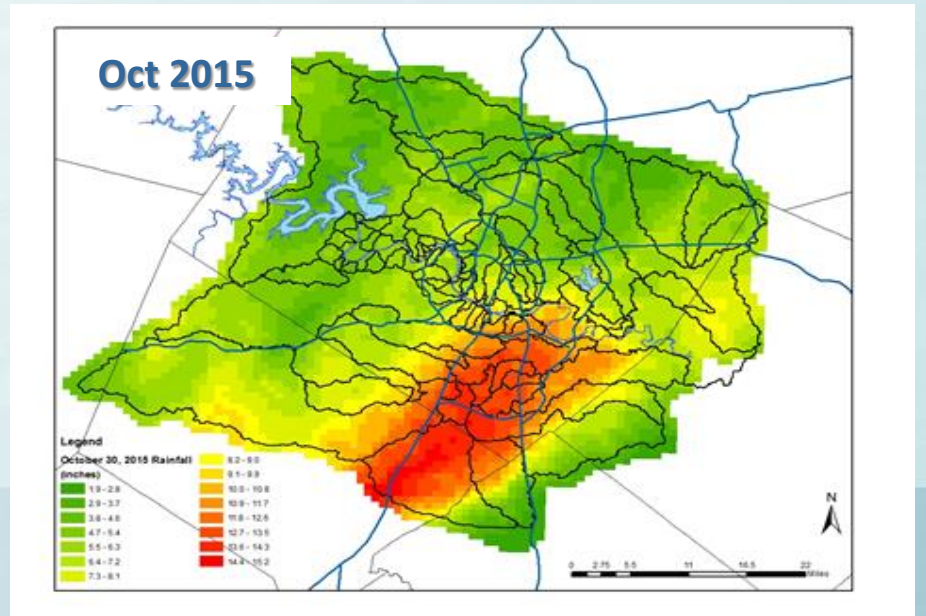 Oct 2015
Legend
October 30, 2015 Rainfall
(inches)
1.9 - 2.8
2.9 - 3.7
3.8 - 4.6
4.7 - 5.4
5.5 - 6.3
6.4 - 7.2
7.3 - 8.1
8.2 - 9.0
9.1 - 9.9
10.0 - 10.8
10.9 - 11.7
11.8 - 12.6
12.7 - 13.5
13.6 - 14.3
14.4 - 15.2
N
0 2.75 5.5 11 16.5 22
Miles